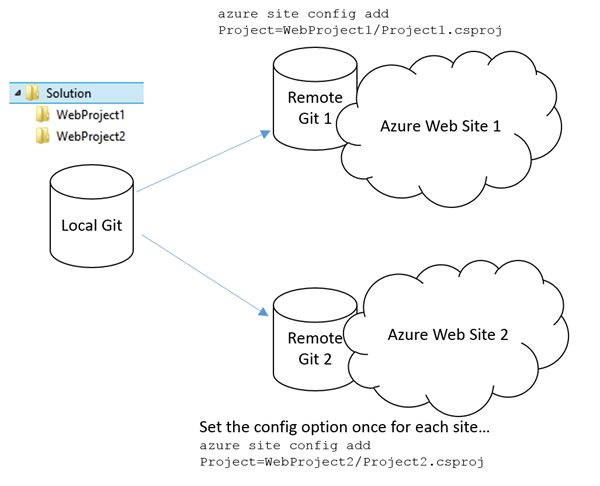 azure site config add
Project=WebProject1/Project1.csproj
Solution
WebProject1
WebProject2
Remote
Git 1
Azure Web Site 1
Local Git
Remote
Git 2
Azure Web Site 2
Set the config option once for each site…
azure site config add
Project=WebProject2/Project2.csproj